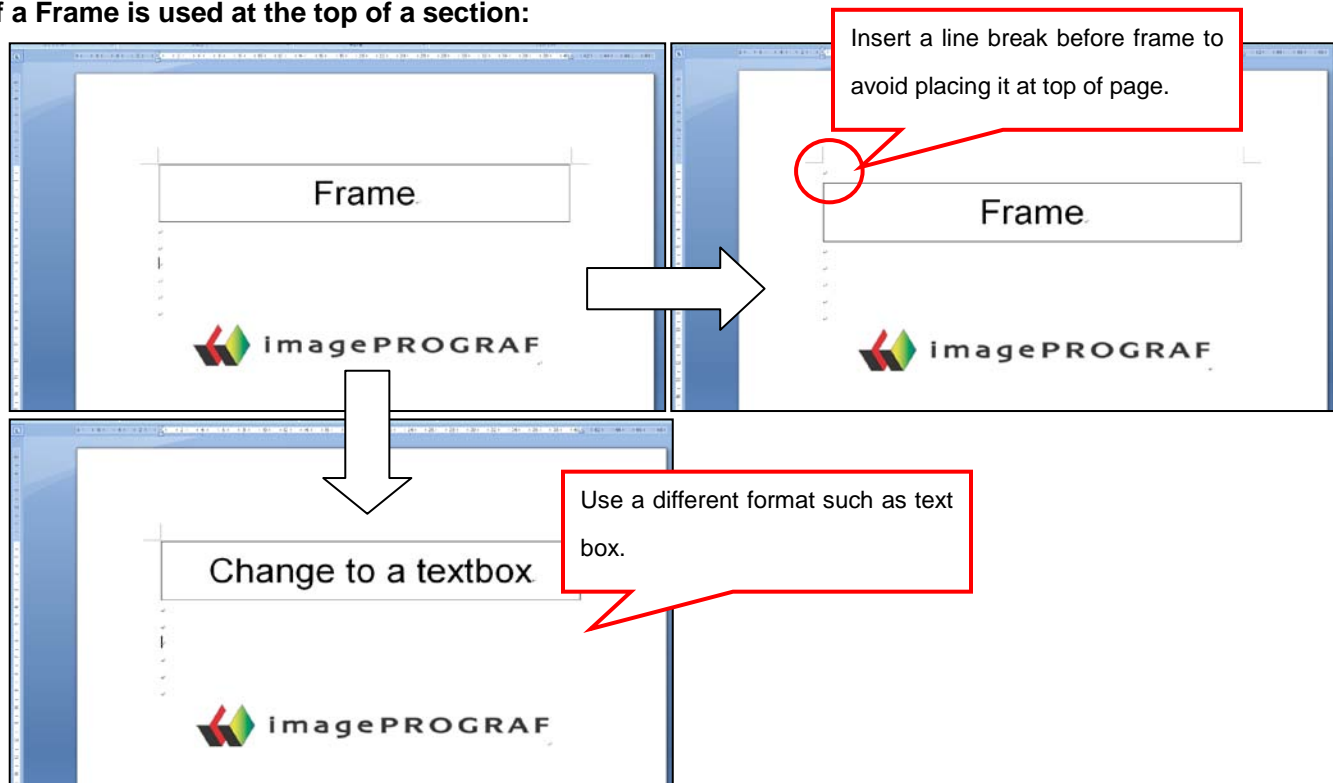 f a Frame is used at the top of a section:
Insert a line break before frame to
avoid placing it at top of page.
Frame
Frame
imagePROGRAF
imagePROGRAF
Use a different format such as text
box.
Change to a textbox
imagePROGRAF